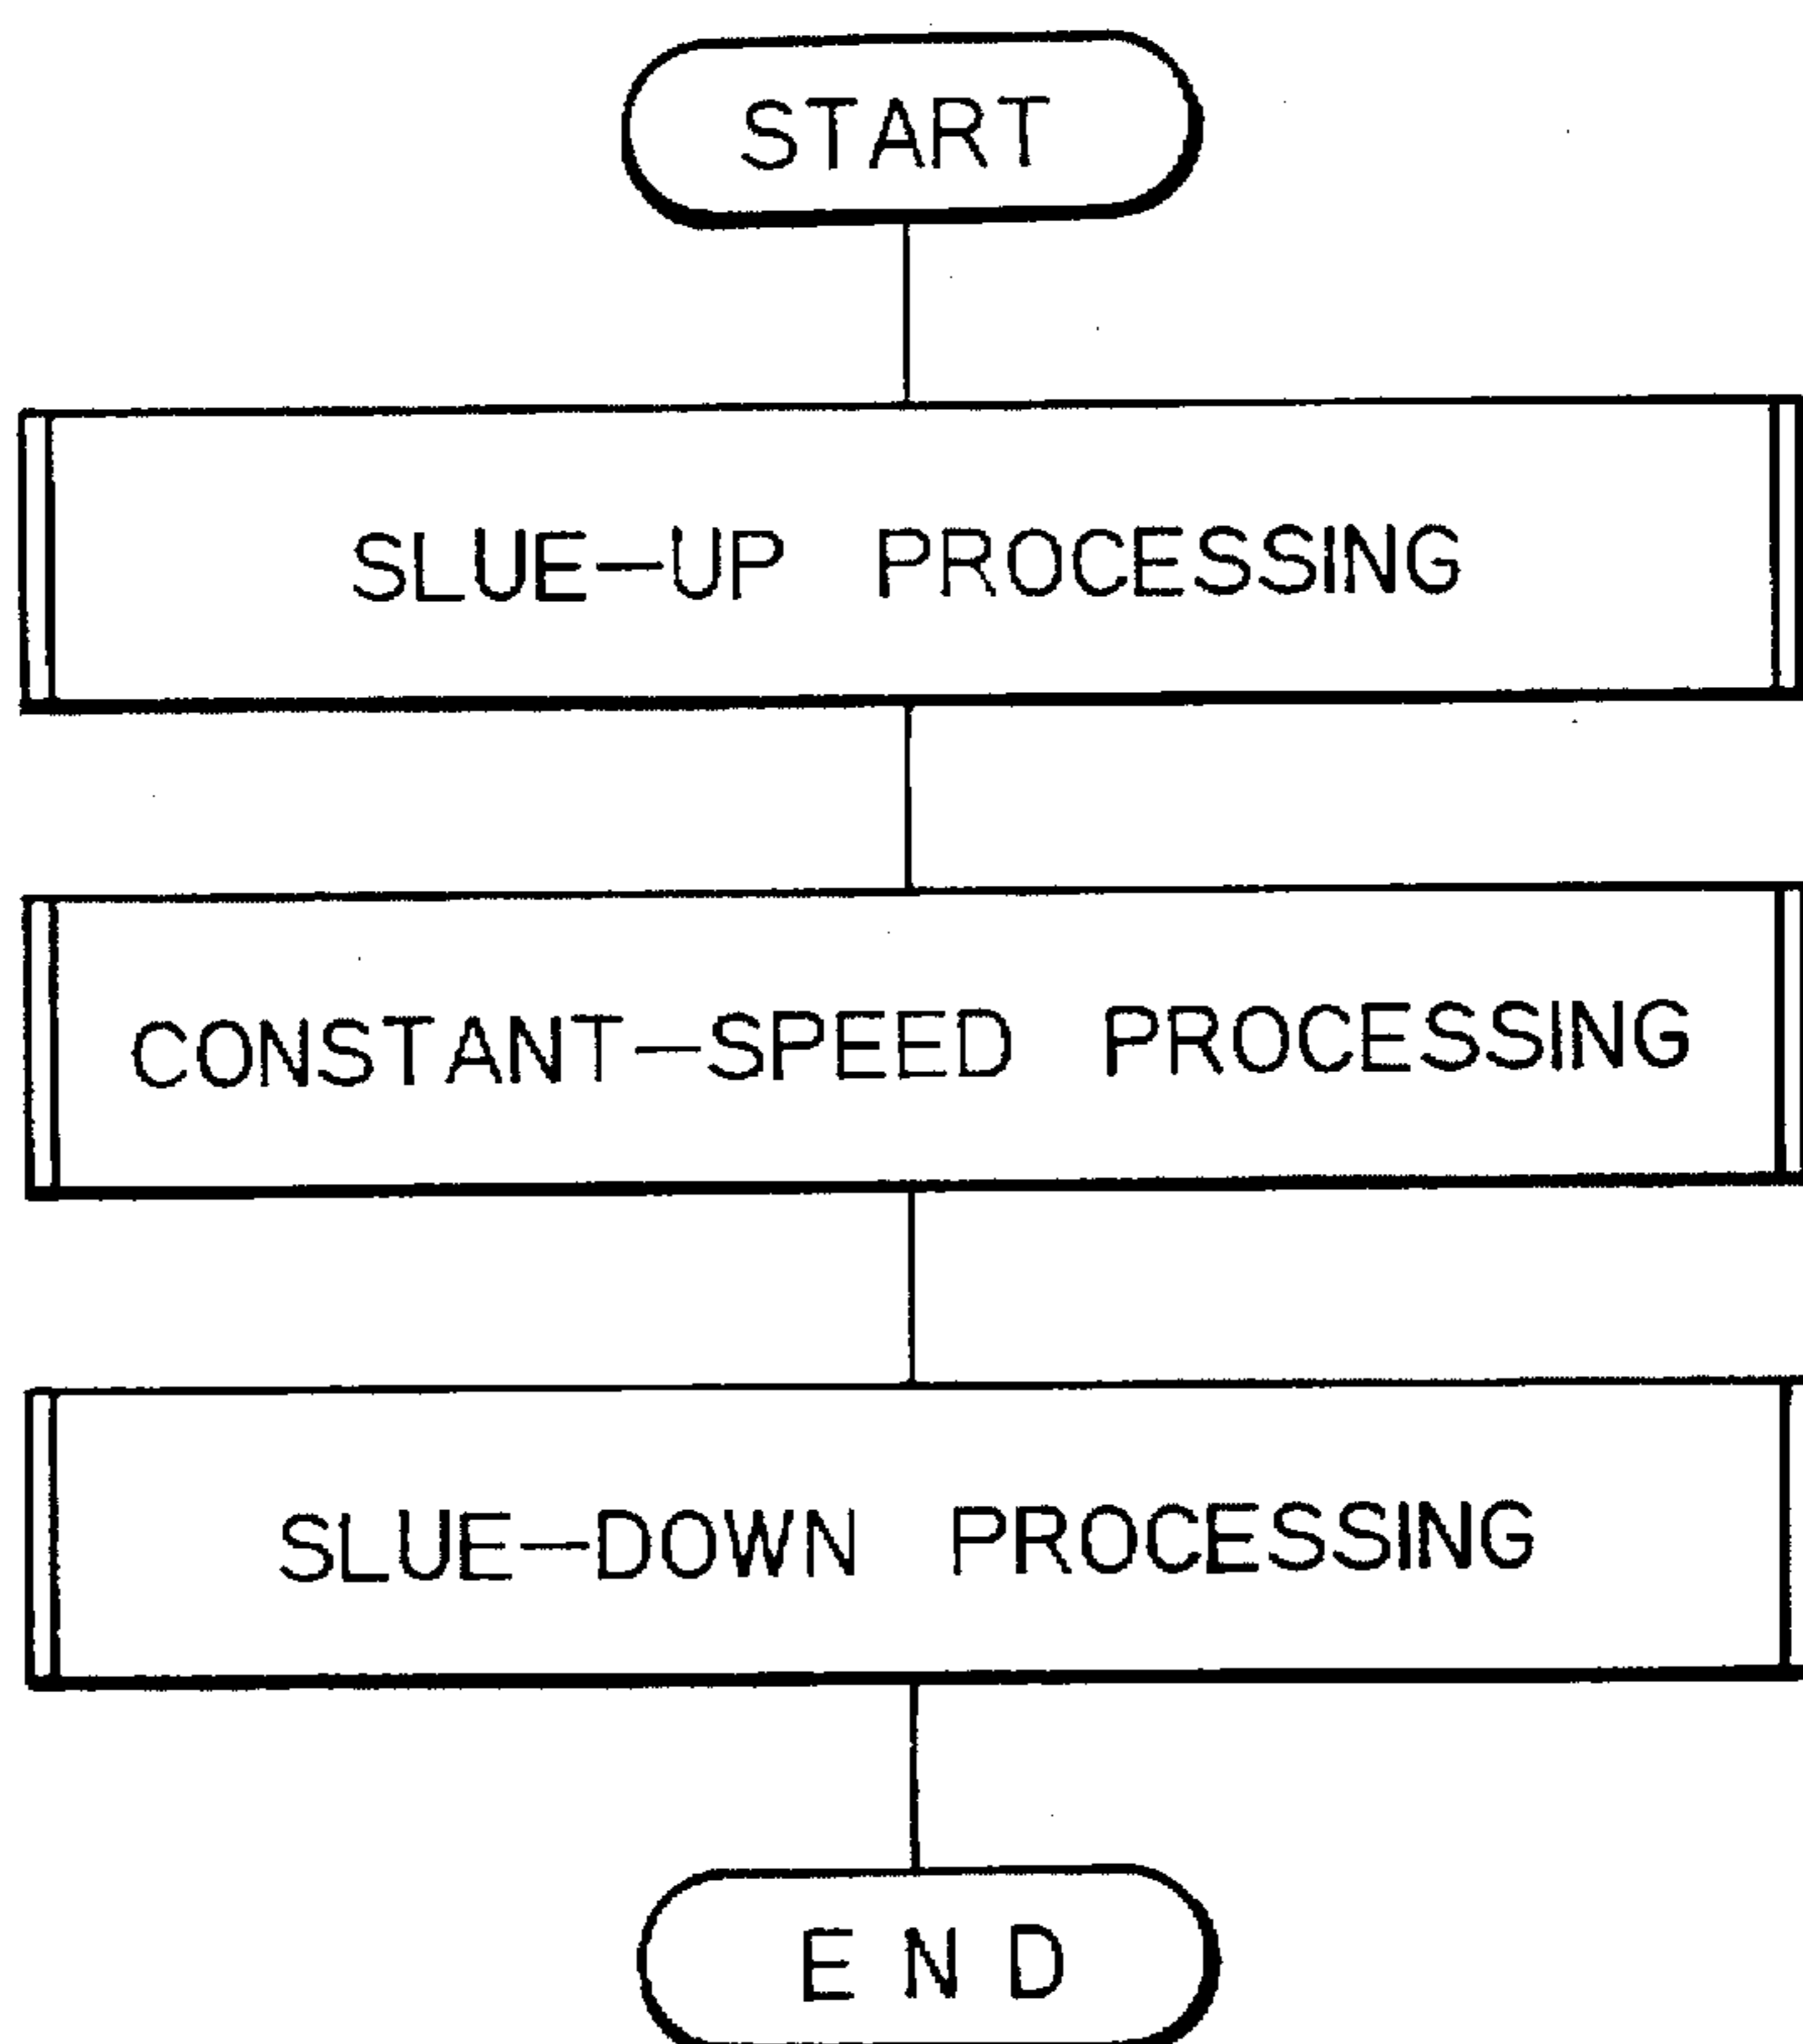 START
SLUE-UP PROCESSING
CONSTANT-SPEED PROCESSING
SLUE-DOWN PROCESSING
END